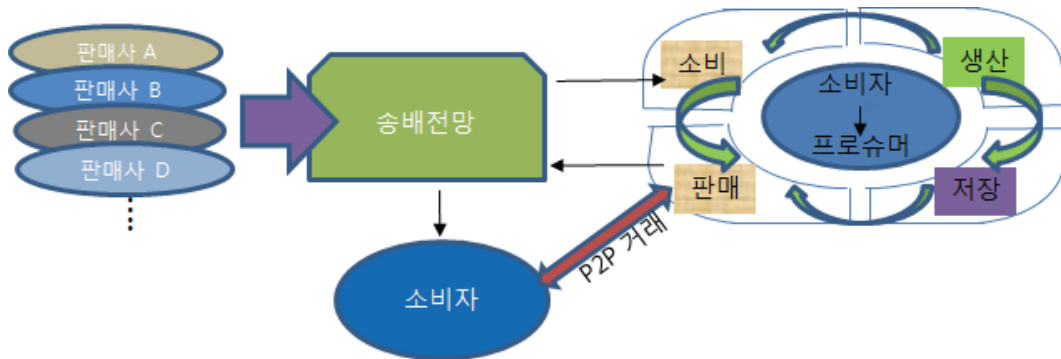 판매사 A
판매사 B
판매사 C
판매사 D
송배전망
소비자
P2P 거래
소비
생산
소비자
프로슈머
판매
저장